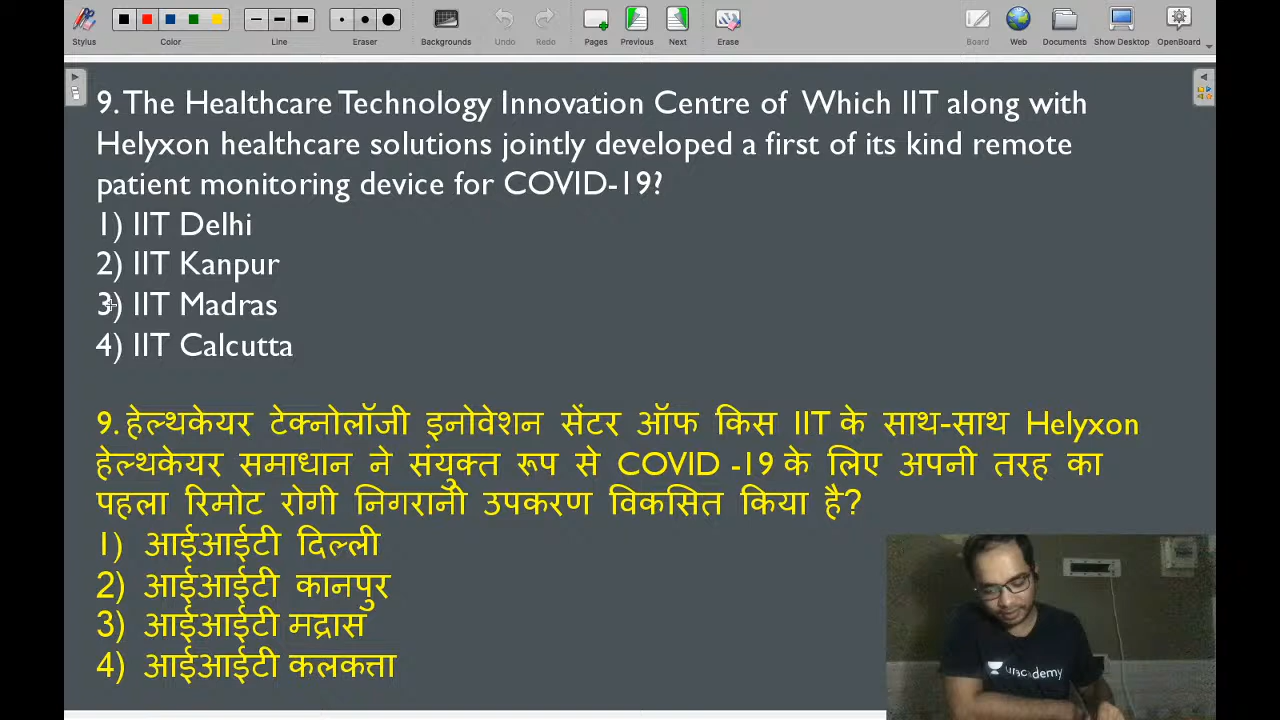 Stylus
Color
Line
Eraser
Backgrounds
Undo
Redo
Pages
Previous
Next
Erase
Board
Web
Documents
Show Desktop
OpenBoard
9. The Healthcare Technology Innovation Centre of Which IIT along with
Helyxon healthcare solutions jointly developed a first of its kind remote
patient monitoring device for COVID-19?
1) IIT Delhi
2) IIT Kanpur
3) IIT Madras
4) IIT Calcutta
9. हेल्थकेयर टेक्नोलॉजी इनोवेशन सेंटर ऑफ किस IIT के साथ-साथ Helyxon
हेल्थकेयर समाधान ने संयुक्त रूप से COVID -19 के लिए अपनी तरह का
पहला रिमोट रोगी निगरानी उपकरण विकसित किया है?
1) आईआईटी दिल्ली
2) आईआईटी कानपुर
3) आईआईटी मद्रास
4) आईआईटी कलकत्ता
unacademy